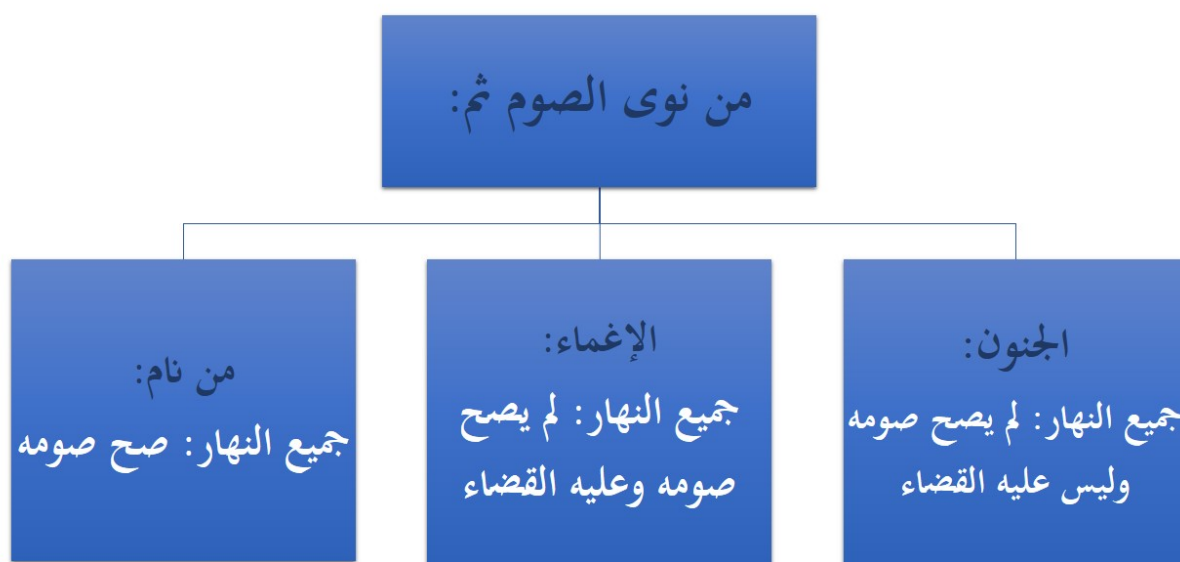 من نوى الصوم ثم:
الجنون:
جميع النهار: لم يصح صومه
وليس عليه القضاء
الإغماء:
جميع النهار: لم يصح
صومه وعليه القضاء
من نام:
جميع النهار: صح صومه